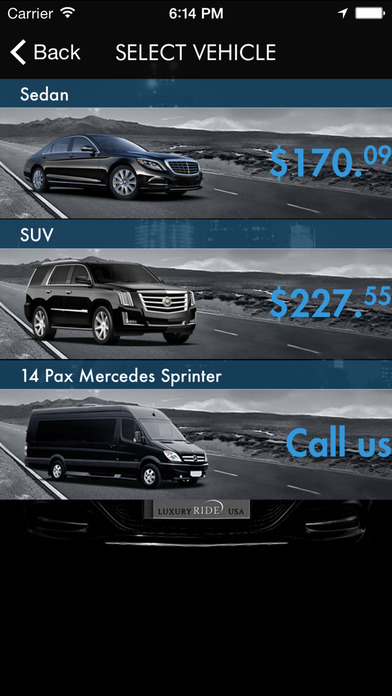 Carrier 6:14 PM
Back SELECT VEHICLE
Sedan
$170.09
SUV
$227.55
14 Pax Mercedes Sprinter
Call us
LUXURY RIDE USA